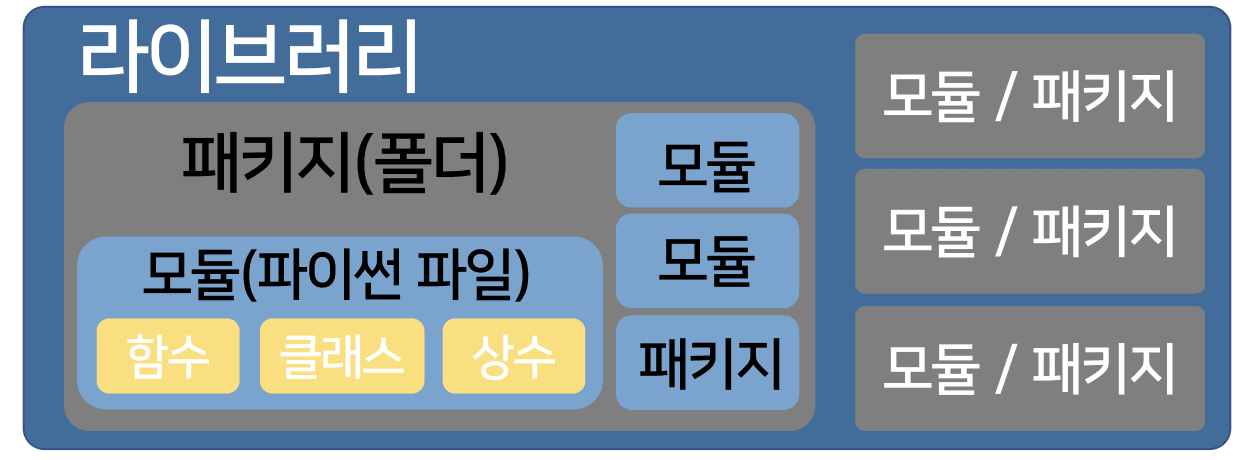 라이브러리
패키지(폴더)
모듈(파이썬 파일)
함수
클래스
상수
모듈
모듈
패키지
모듈 / 패키지
모듈 / 패키지
모듈 / 패키지